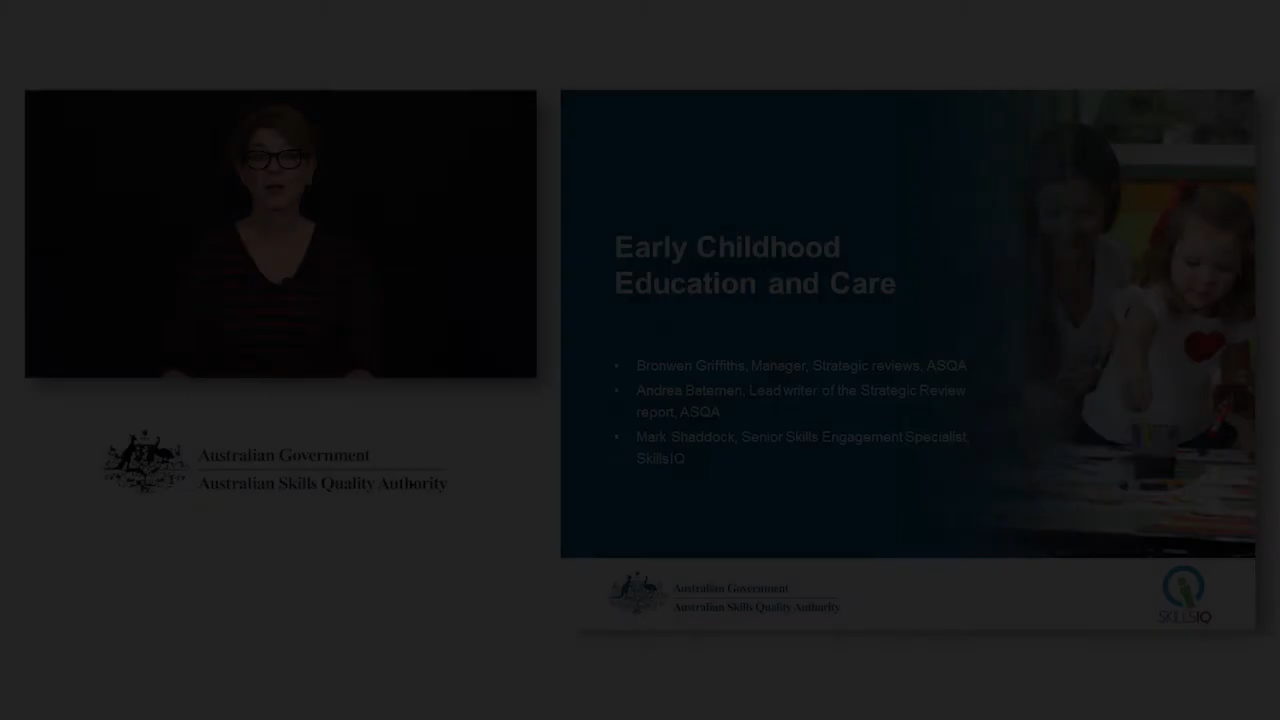 Early Childhood
Education and Care
• Bronwen Griffiths, Manager, Strategic reviews, ASQA
• Andrea Bateman, Lead writer of the Strategic Review
report, ASQA
• Mark Shaddock, Senior Skills Engagement Specialist,
SkillsIQ
Australian Government
Australian Skills Quality Authority
Australian Government
Australian Skills Quality Authority
SKILLSIQ